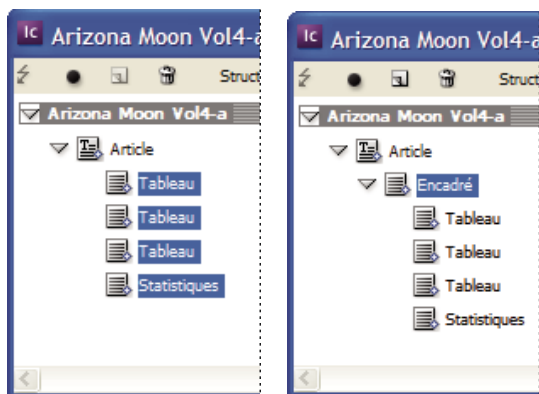 Ic Arizona Moon Vol4-a
Struct
Arizona Moon Vol4-a
Article
Tableau
Tableau
Tableau
Statistiques
Ic Arizona Moon Vol4-a
Struct
Arizona Moon Vol4-a
Article
Encadré
Tableau
Tableau
Tableau
Statistiques